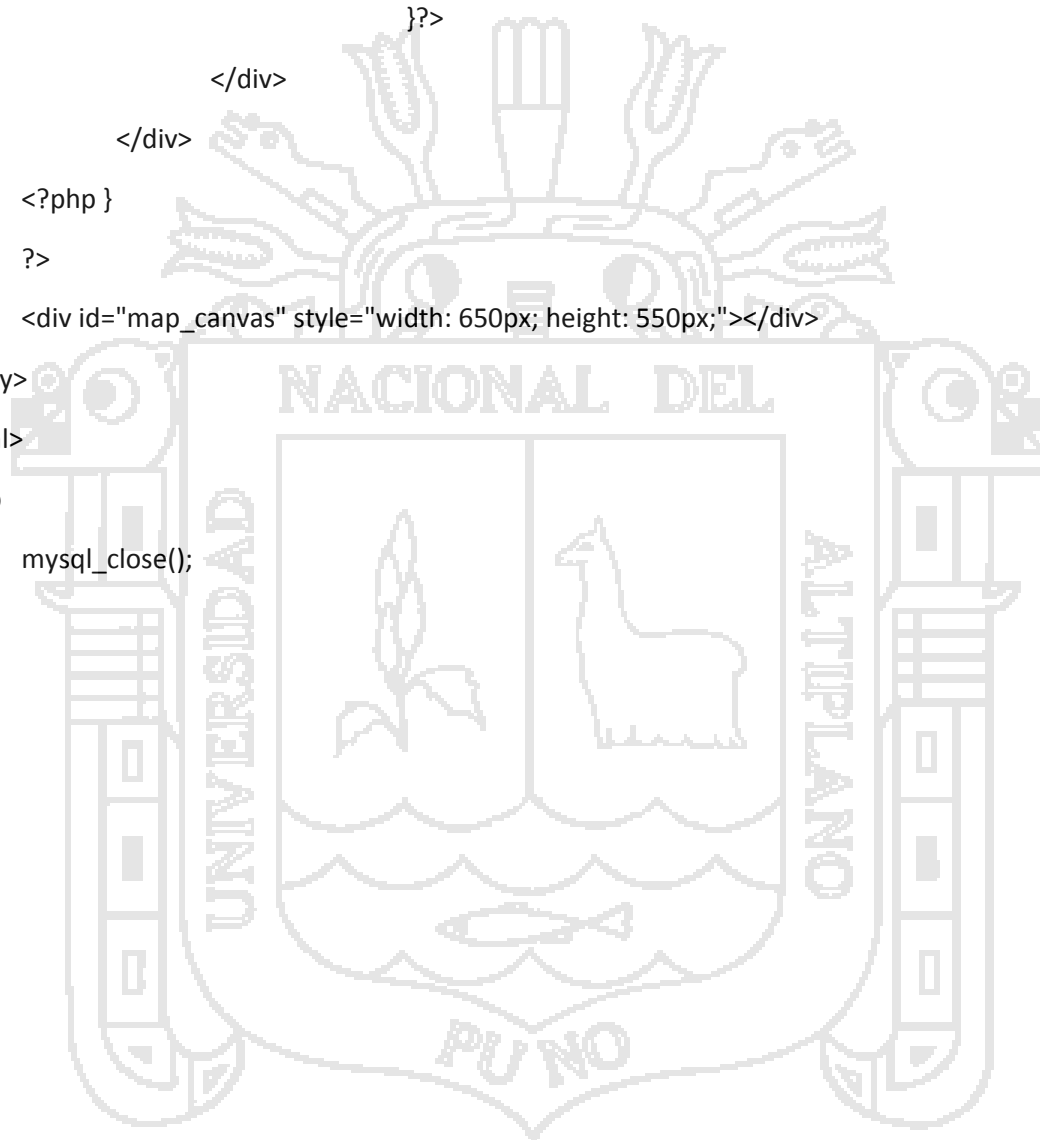 }?>
</div>
</div>
<?php }
?>
<div id="map_canvas" style="width: 650px; height: 550px;"></div>
y>
l>
mysql_close();
NACIONAL DEL
UNIVERSIDAD
ALTIPLANO
PUNO